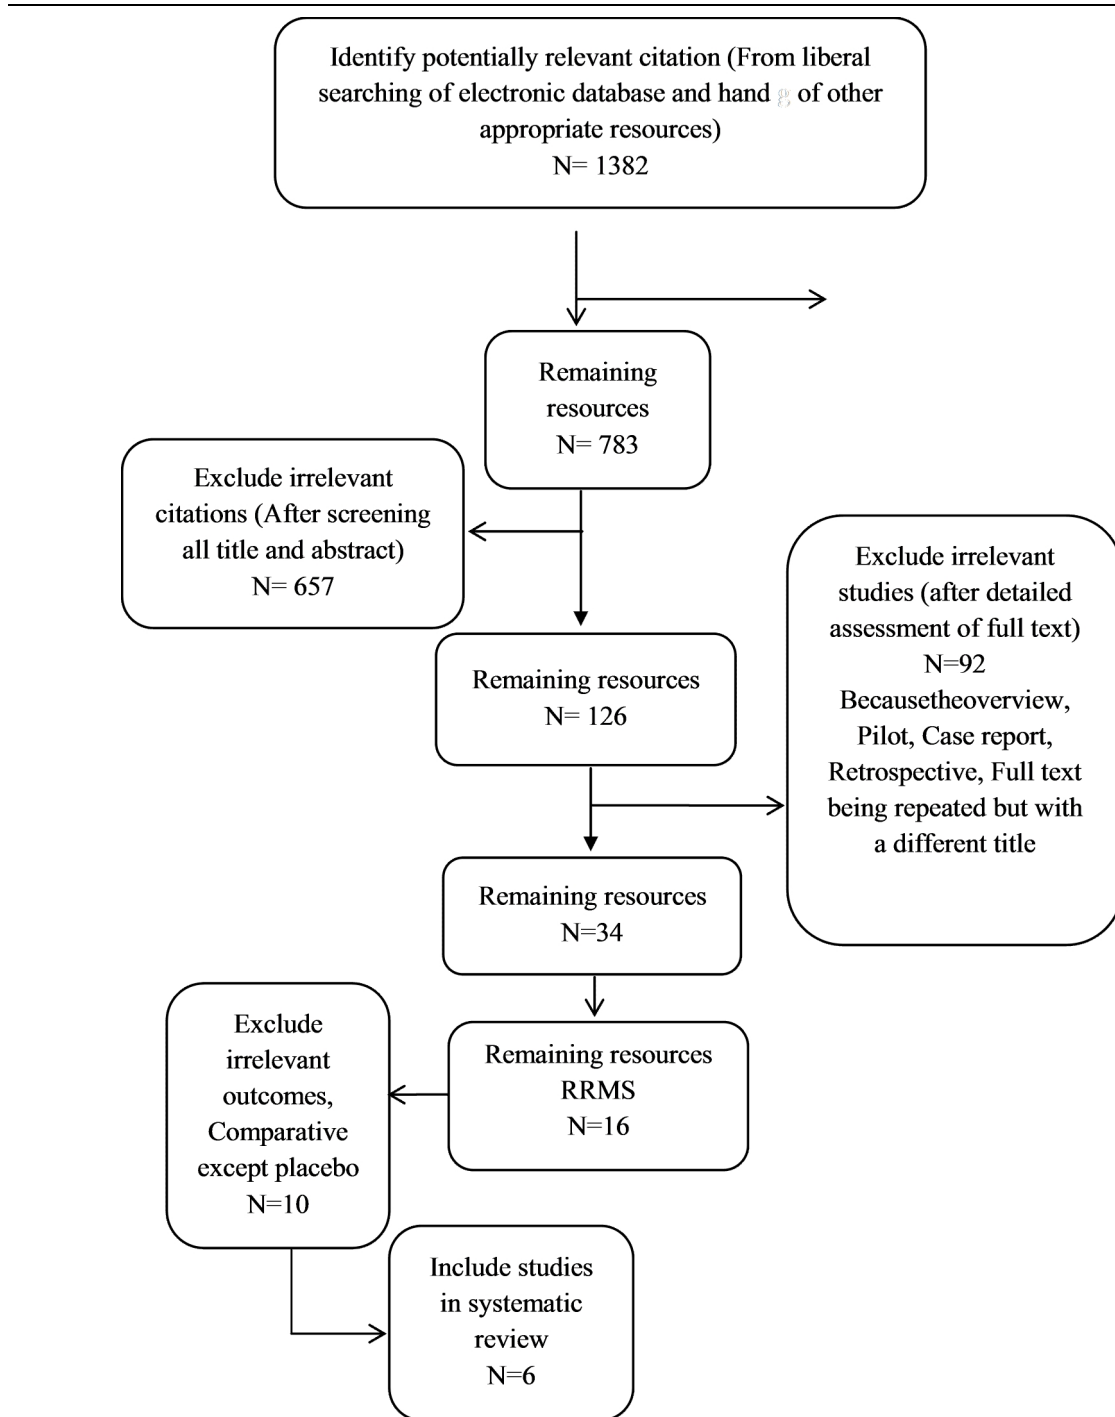 Identify potentially relevant citation (From liberal
searching of electronic database and hand g of other
appropriate resources)
N= 1382
Remaining
resources
N= 783
Exclude irrelevant
citations (After screening
all title and abstract)
N= 657
Remaining resources
N= 126
Exclude irrelevant
studies (after detailed
assessment of full text)
N=92
Becausetheoverview,
Pilot, Case report,
Retrospective, Full text
being repeated but with
a different title
Remaining resources
N=34
Remaining resources
RRMS
N=16
Exclude
irrelevant
outcomes,
Comparative
except placebo
N=10
Include studies
in systematic
review
N=6